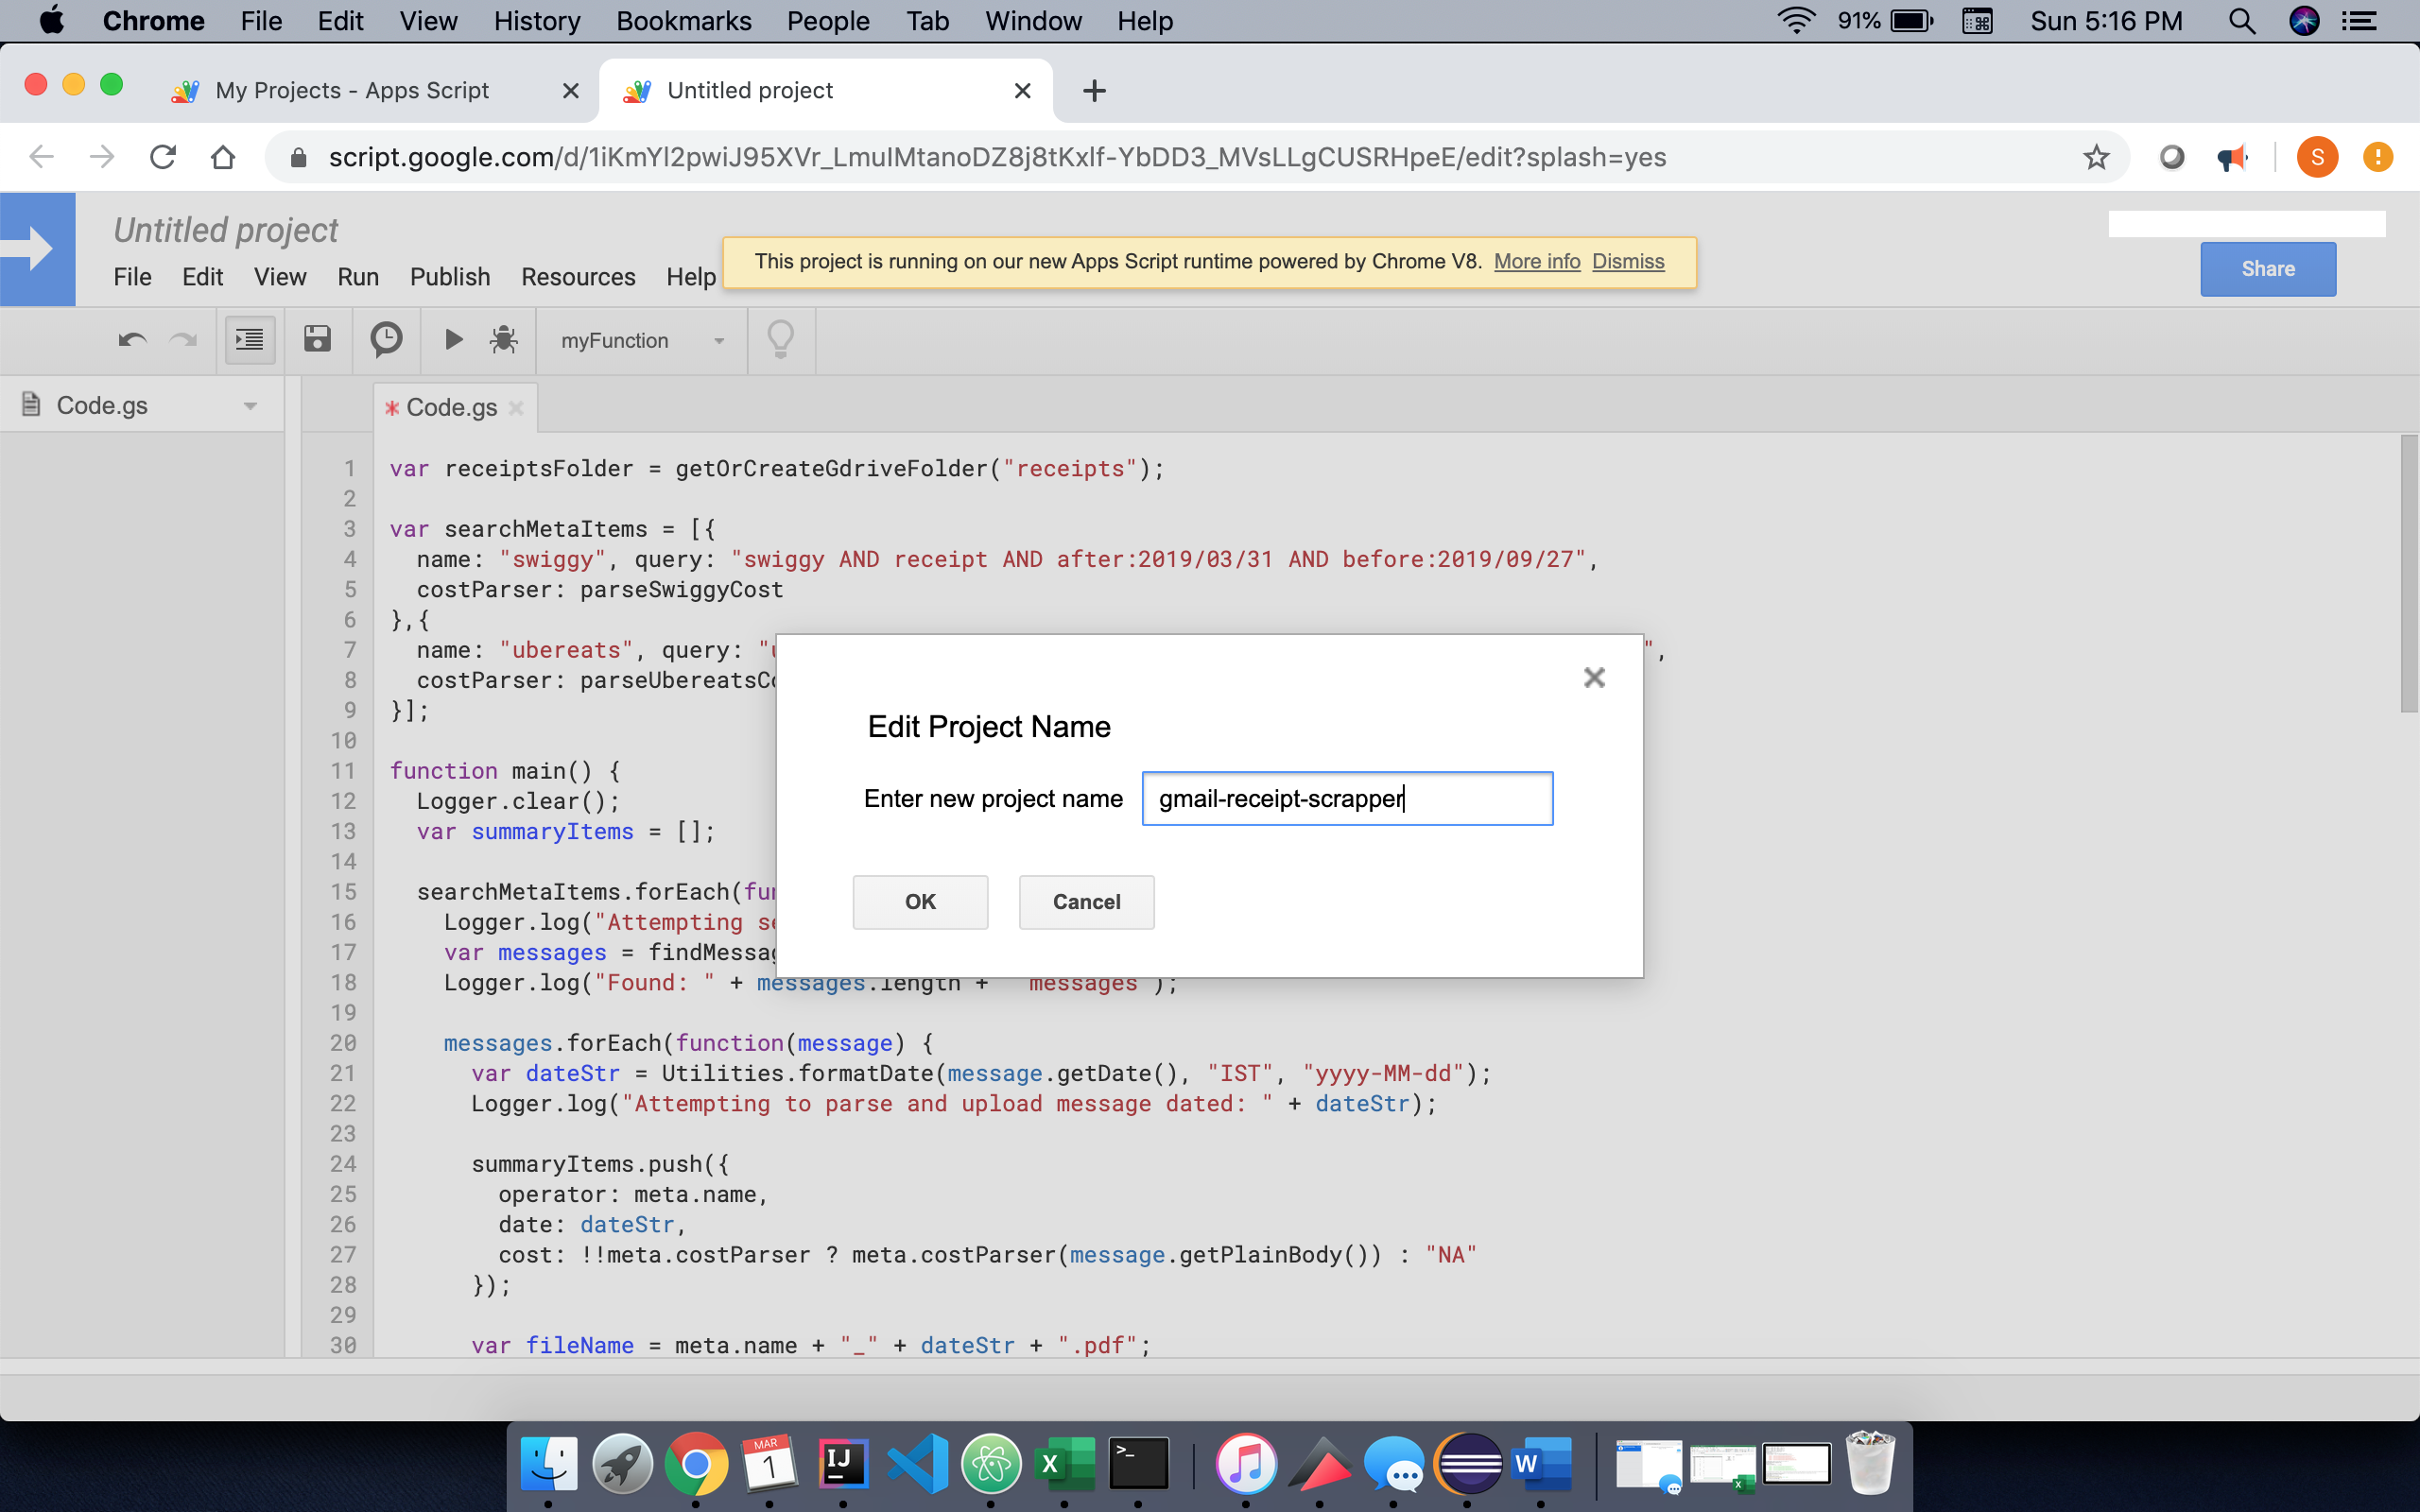 Chrome File Edit View History Bookmarks People Tab Window Help 91% Sun 5:16 PM
My Projects - Apps Script Untitled project
script.google.com/d/1iKmYl2pwiJ95XVr_LmuIMtanoDZ8j8tKxlf-YbDD3_MVsLLgCUSRHpeE/edit?splash=yes S
Untitled project
This project is running on our new Apps Script runtime powered by Chrome V8. More info Dismiss
File Edit View Run Publish Resources Help
Share
myFunction
Code.gs
* Code.gs
1 var receiptsFolder = getOrCreateGdriveFolder("receipts");
2
3 var searchMetaItems = [{
4 name: "swiggy", query: "swiggy AND receipt AND after:2019/03/31 AND before:2019/09/27",
5 costParser: parseSwiggyCost
6 },{
7 name: "ubereats", query: " ",
8 costParser: parseUbereatsC
9 }];
10
11 function main() {
12 Logger.clear();
13 var summaryItems = [];
14
15 searchMetaItems.forEach(fu
16 Logger.log("Attempting s
17 var messages = findMessa
18 Logger.log("Found: " + messages.length + messages );
19
20 messages.forEach(function(message) {
21 var dateStr = Utilities.formatDate(message.getDate(), "IST", "yyyy-MM-dd");
22 Logger.log("Attempting to parse and upload message dated: " + dateStr);
23
24 summaryItems.push({
25 operator: meta.name,
26 date: dateStr,
27 cost: !!meta.costParser ? meta.costParser(message.getPlainBody()) : "NA"
28 });
29
30 var fileName = meta.name + "_" + dateStr + ".pdf";
Edit Project Name
Enter new project name gmail-receipt-scrapper
OK Cancel
MAR
1
IJ
X
>_
W